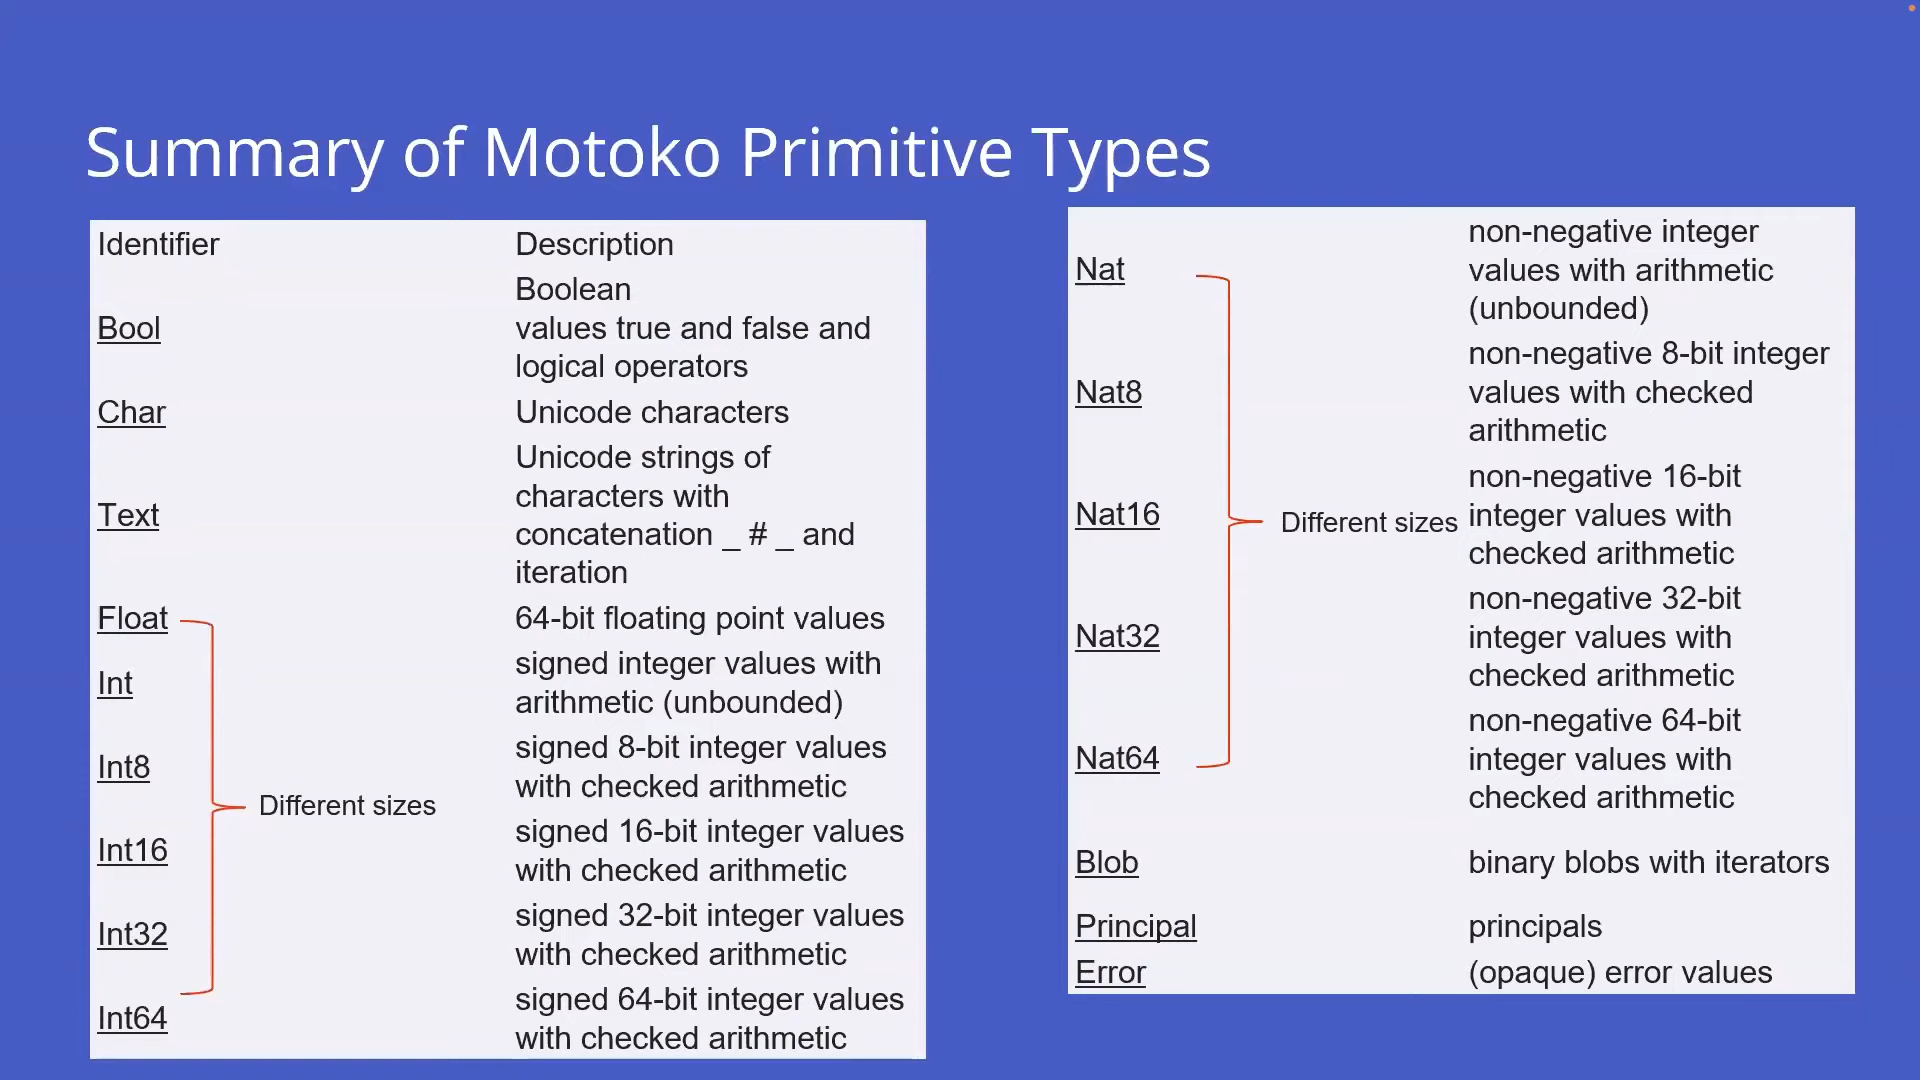 Summary of Motoko Primitive Types
Identifier
Description
Bool
Boolean
values true and false and
logical operators
Char
Unicode characters
Text
Unicode strings of
characters with
concatenation _ # _ and
iteration
Float
64-bit floating point values
Int
signed integer values with
arithmetic (unbounded)
Int8
signed 8-bit integer values
with checked arithmetic
Different sizes
Int16
signed 16-bit integer values
with checked arithmetic
Int32
signed 32-bit integer values
with checked arithmetic
Int64
signed 64-bit integer values
with checked arithmetic
Nat
non-negative integer
values with arithmetic
(unbounded)
Nat8
non-negative 8-bit integer
values with checked
arithmetic
Nat16
Different sizes
non-negative 16-bit
integer values with
checked arithmetic
Nat32
non-negative 32-bit
integer values with
checked arithmetic
Nat64
non-negative 64-bit
integer values with
checked arithmetic
Blob
binary blobs with iterators
Principal
principals
Error
(opaque) error values